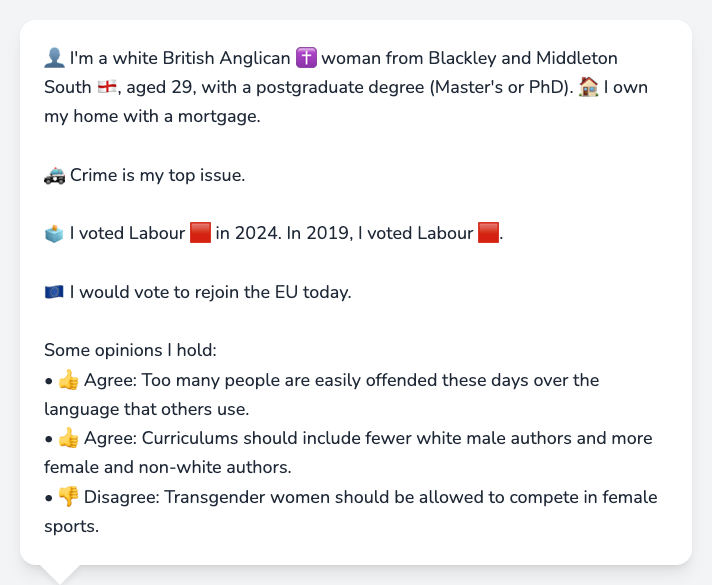 👤 I'm a white British Anglican ✝️ woman from Blackley and Middleton
South 🏴󠁧󠁢󠁥󠁮󠁧󠁿, aged 29, with a postgraduate degree (Master's or PhD). 🏠 I own
my home with a mortgage.
🚓 Crime is my top issue.
🗳️ I voted Labour 🟥 in 2024. In 2019, I voted Labour 🟥.
🇪🇺 I would vote to rejoin the EU today.
Some opinions I hold:
• 👍 Agree: Too many people are easily offended these days over the
language that others use.
• 👍 Agree: Curriculums should include fewer white male authors and more
female and non-white authors.
• 👎 Disagree: Transgender women should be allowed to compete in female
sports.